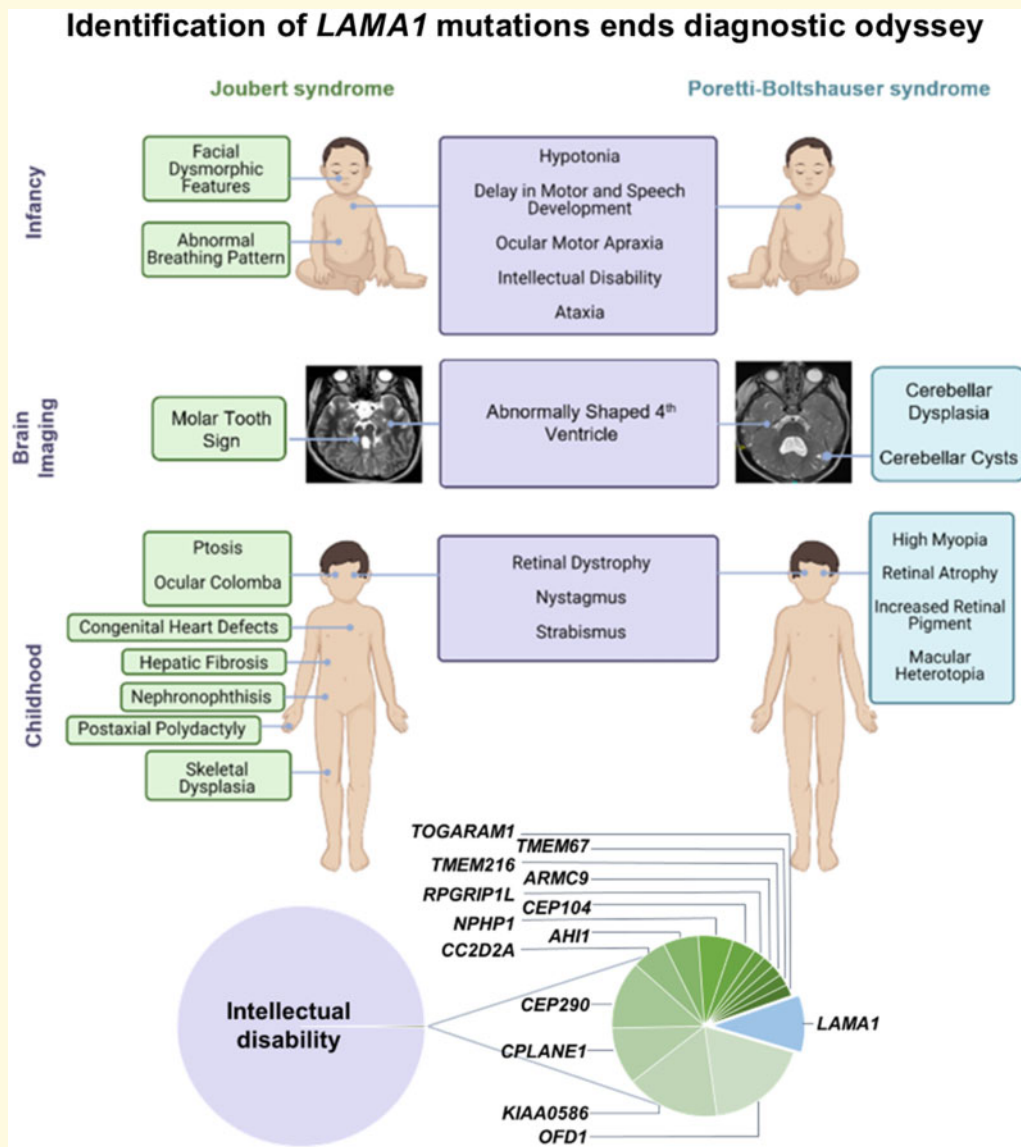 Identification of LAMA1 mutations ends diagnostic odyssey
Joubert syndrome
Poretti-Boltshauser syndrome
Infancy
Facial
Dysmorphic
Features
Abnormal
Breathing Pattern
Hypotonia
Delay in Motor and Speech
Development
Ocular Motor Apraxia
Intellectual Disability
Ataxia
Brain
Imaging
Molar Tooth
Sign
Abnormally Shaped 4th
Ventricle
Cerebellar
Dysplasia
Cerebellar Cysts
Childhood
Ptosis
Ocular Colomba
Congenital Heart Defects
Hepatic Fibrosis
Nephronophthisis
Postaxial Polydactyly
Skeletal
Dysplasia
Retinal Dystrophy
Nystagmus
Strabismus
High Myopia
Retinal Atrophy
Increased Retinal
Pigment
Macular
Heterotopia
TOGARAM1
TMEM67
TMEM216
ARMC9
RPGRIP1L
CEP104
NPHP1
AHI1
CC2D2A
CEP290
CPLANE1
KIAA0586
OFD1
LAMA1
Intellectual
disability